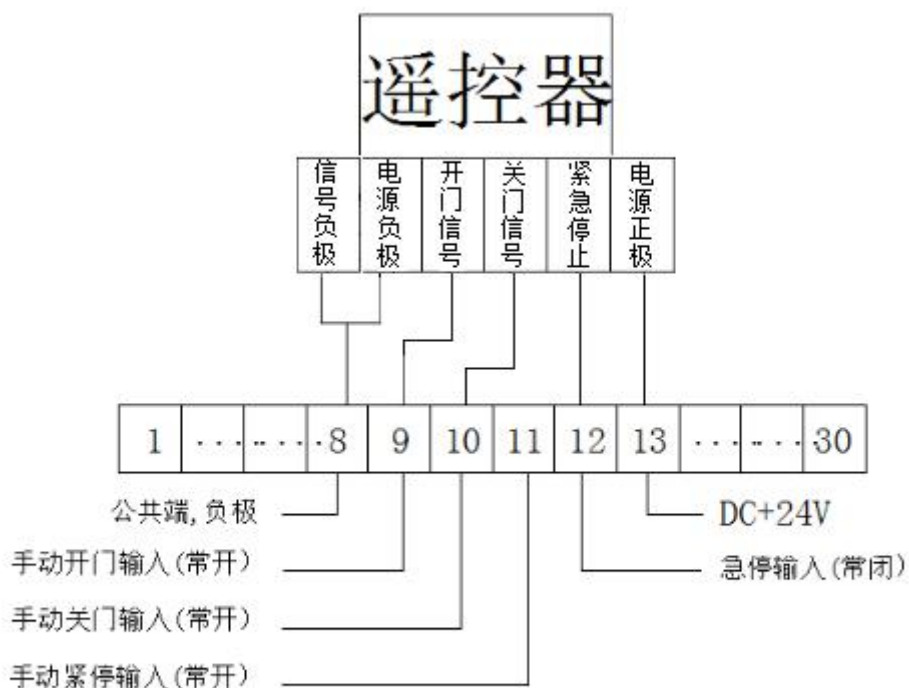 遥控器
信号负极
电源负极
开门信号
关门信号
紧急停止
电源正极
1 ........ 8 9 10 11 12 13 ........ 30
公共端,负极
DC+24V
手动开门输入(常开)
急停输入(常闭)
手动关门输入(常开)
手动紧停输入(常开)